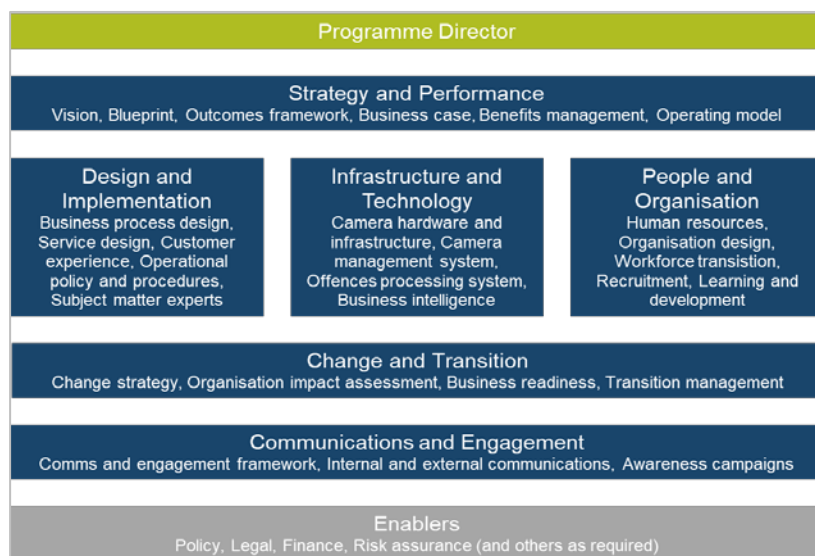 Programme Director
Strategy and Performance
Vision, Blueprint, Outcomes framework, Business case, Benefits management, Operating model
Design and
Implementation
Business process design,
Service design, Customer
experience, Operational
policy and procedures,
Subject matter experts
Infrastructure and
Technology
Camera hardware and
infrastructure, Camera
management system,
Offences processing system,
Business intelligence
People and
Organisation
Human resources,
Organisation design,
Workforce transistion,
Recruitment, Learning and
development
Change and Transition
Change strategy, Organisation impact assessment, Business readiness, Transition management
Communications and Engagement
Comms and engagement framework, Internal and external communications, Awareness campaigns
Enablers
Policy, Legal, Finance, Risk assurance (and others as required)